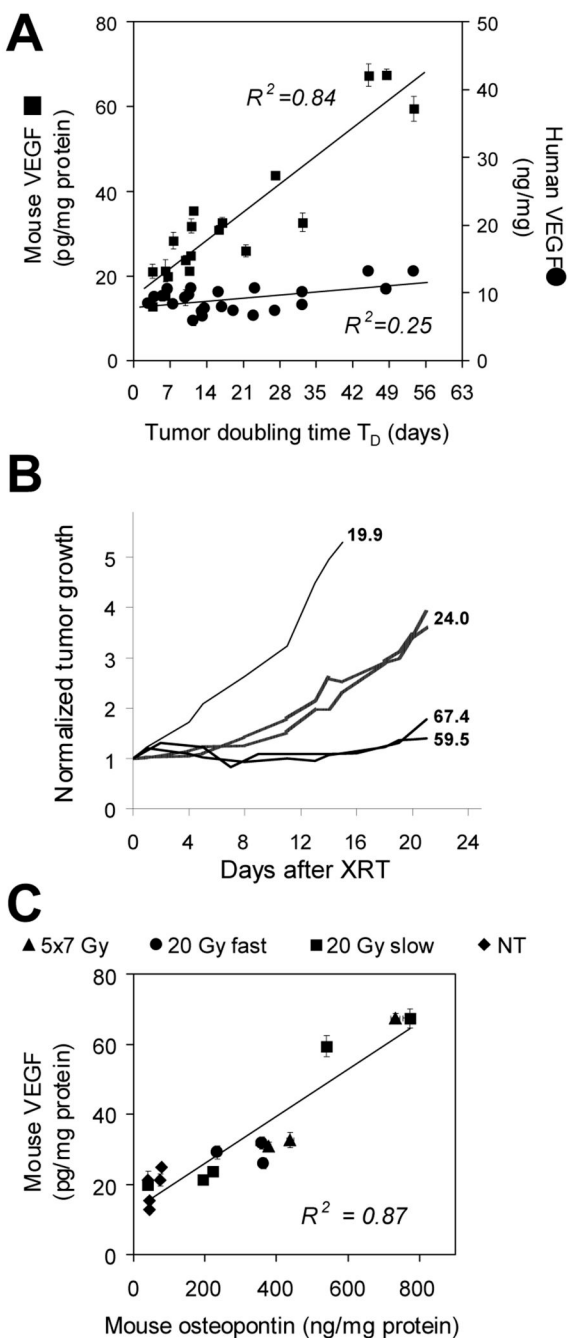 A
Mouse VEGF ■
(pg/mg protein)
80
60
40
20
0
R²=0.84
R²=0.25
50
40
30
20
10
0
Human VEGF ●
(ng/mg)
0 7 14 21 28 35 42 49 56 63
Tumor doubling time T_D (days)
B
Normalized tumor growth
5
4
3
2
1
0
19.9
24.0
67.4
59.5
0 4 8 12 16 20 24
Days after XRT
C
▲ 5x7 Gy ● 20 Gy fast ■ 20 Gy slow ◆ NT
Mouse VEGF
(pg/mg protein)
80
60
40
20
0
R² = 0.87
0 200 400 600 800
Mouse osteopontin (ng/mg protein)